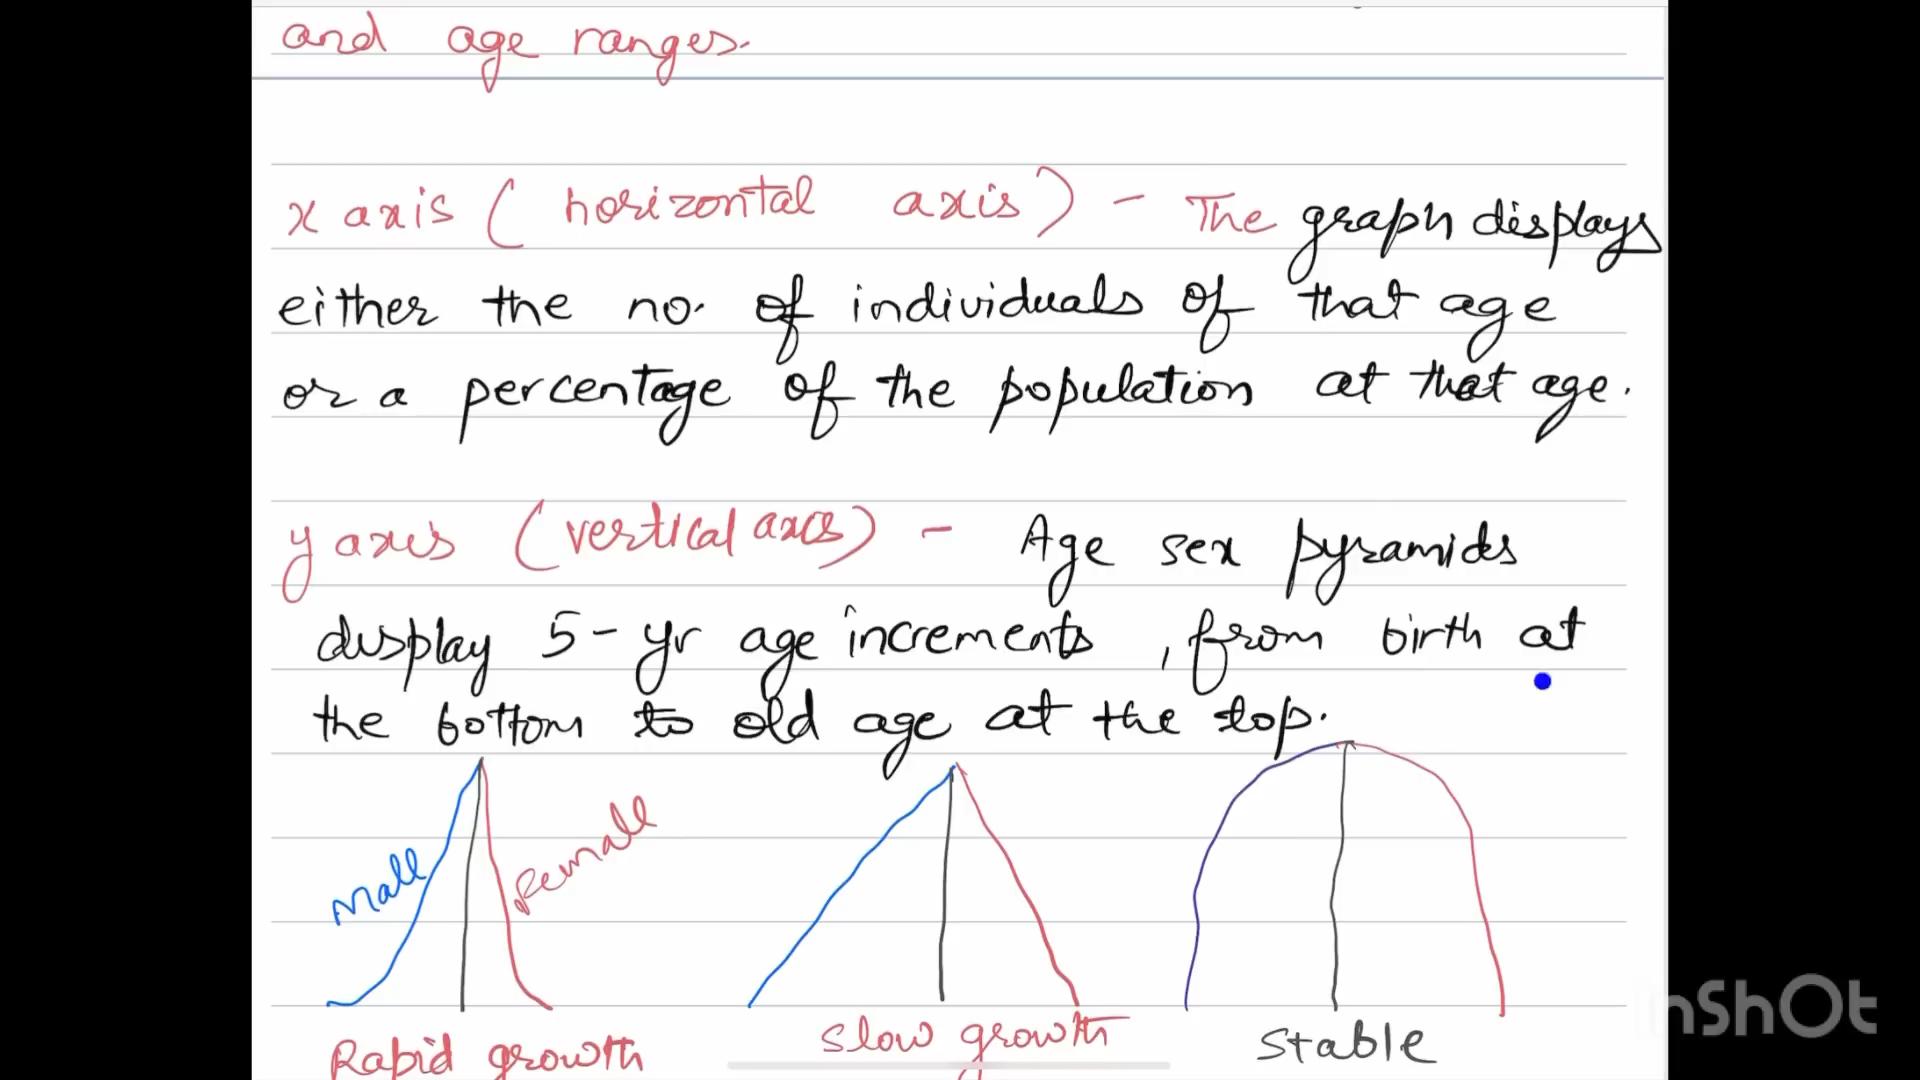 and age ranges.
x axis (horizontal axis) - The graph displays
either the no. of individuals of that age
or a percentage of the population at that age.
y axis (vertical axis) - Age sex pyramids
display 5-yr age increments, from birth at
the bottom to old age at the top.
Male Female
Rapid growth Slow growth Stable
InShOt